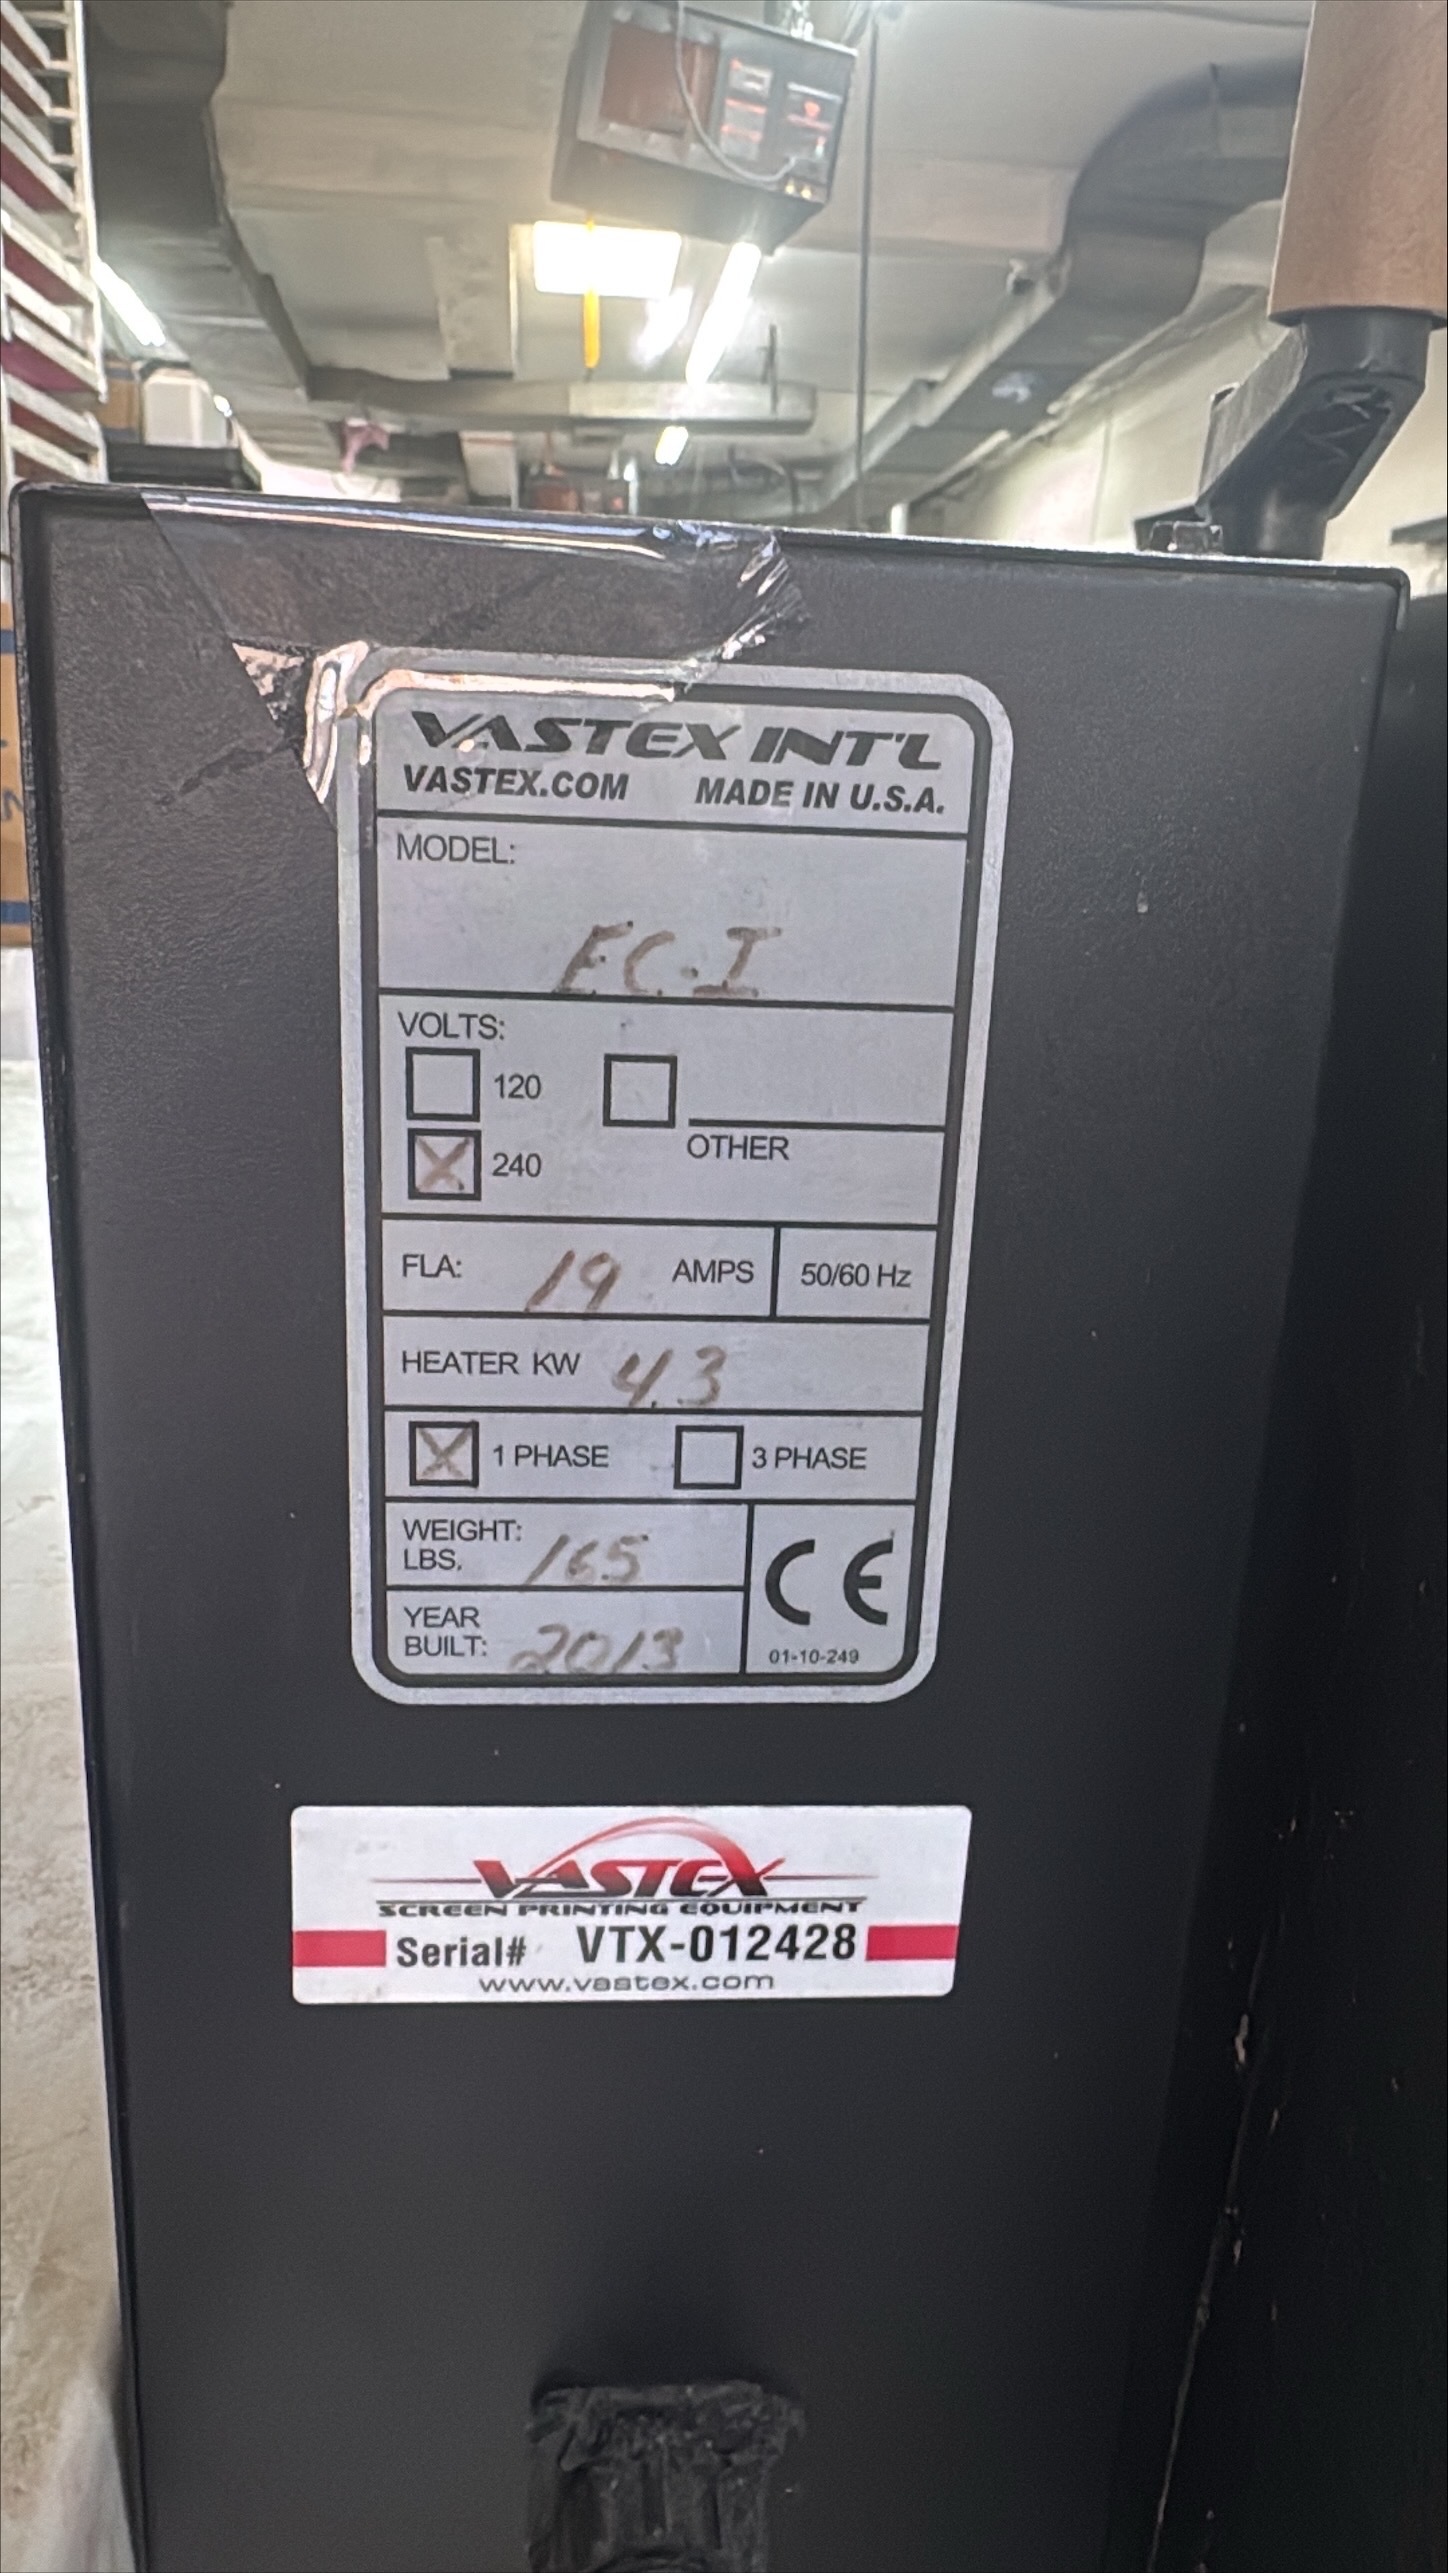 VASTEX INT'L
VASTEX.COM MADE IN U.S.A.
MODEL:
EC.I
VOLTS:
120
240
OTHER
FLA: 19 AMPS 50/60 Hz
HEATER KW 4.3
1 PHASE 3 PHASE
WEIGHT:
LBS. 165
YEAR
BUILT: 2013
CE
01-10-249
VASTEX
SCREEN PRINTING EQUIPMENT
Serial# VTX-012428
www.vastex.com